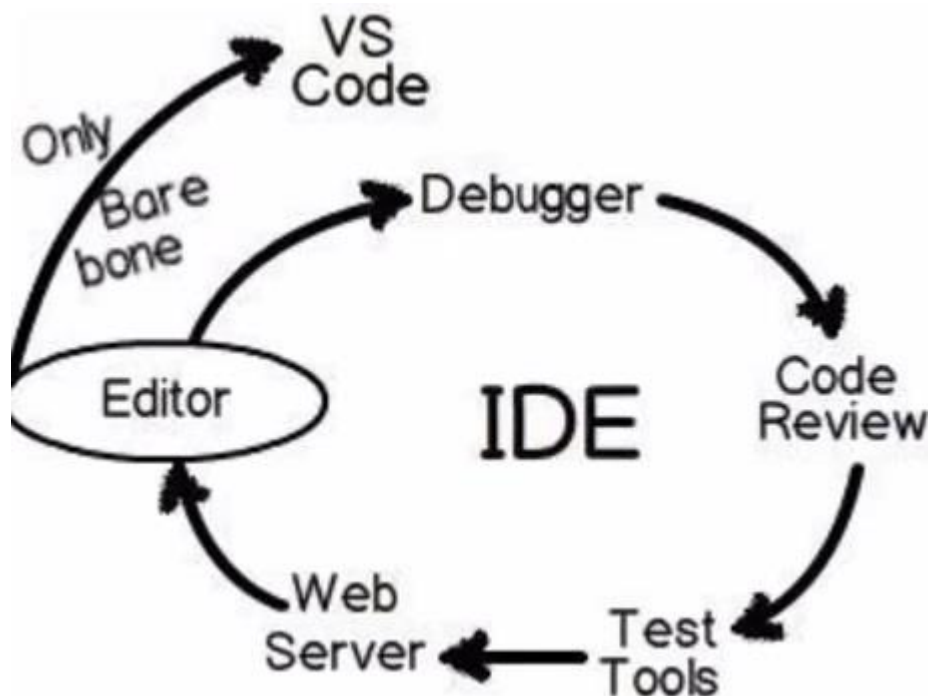 VS
Code
Only
Bare
bone
Debugger
Editor
IDE
Code
Review
Web
Server
Test
Tools